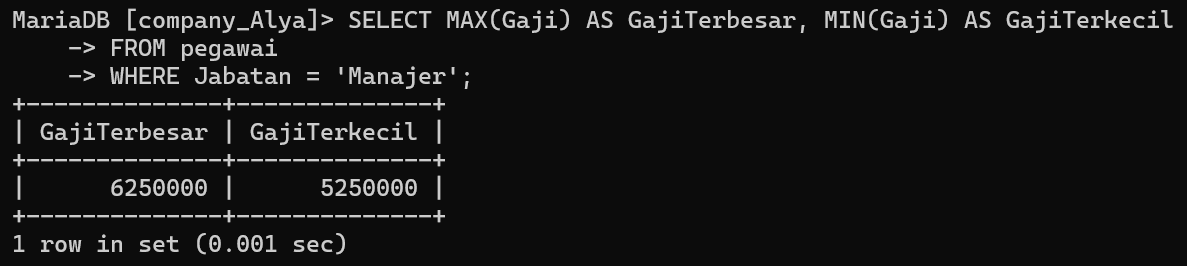 MariaDB [company_Alya]> SELECT MAX(Gaji) AS GajiTerbesar, MIN(Gaji) AS GajiTerkecil
    -> FROM pegawai
    -> WHERE Jabatan = 'Manajer';
+--------------+--------------+
| GajiTerbesar | GajiTerkecil |
+--------------+--------------+
|      6250000 |      5250000 |
+--------------+--------------+
1 row in set (0.001 sec)